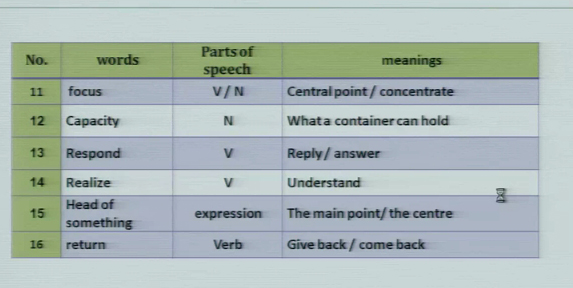 No. words Parts of speech meanings
11 focus V / N Central point / concentrate
12 Capacity N What a container can hold
13 Respond V Reply / answer
14 Realize V Understand
15 Head of something expression The main point/ the centre
16 return Verb Give back / come back